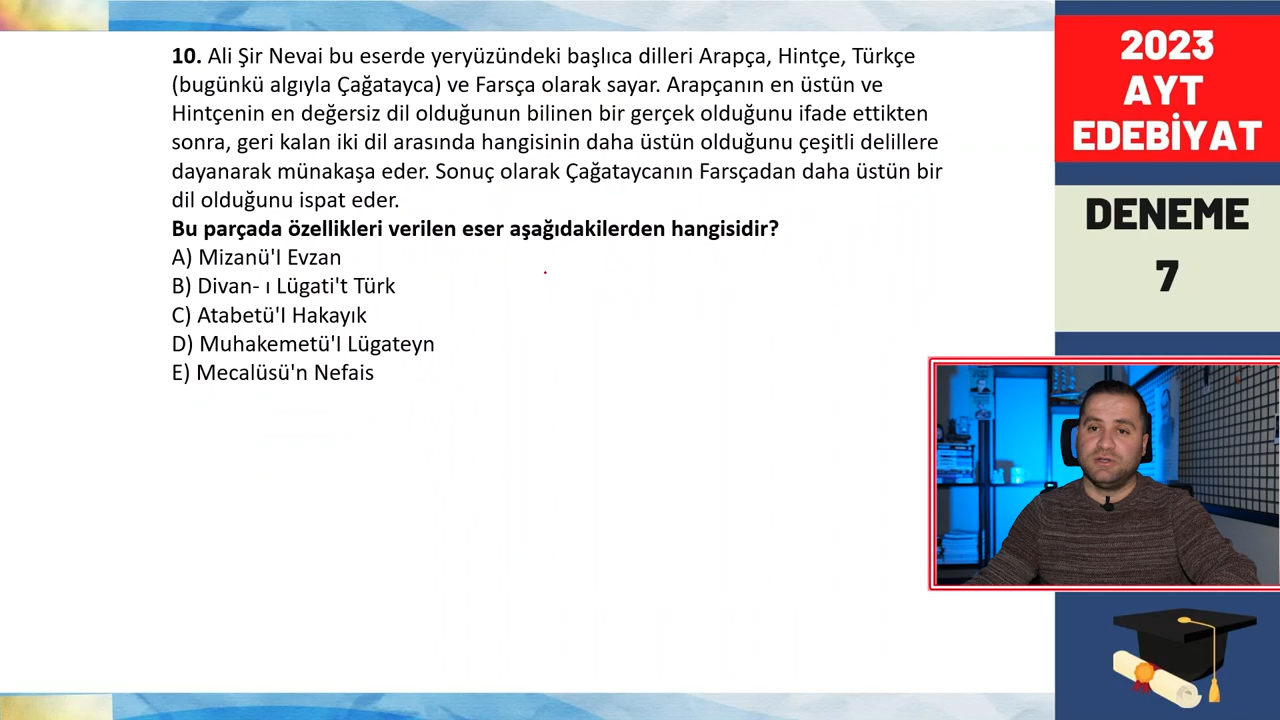 10. Ali Şir Nevai bu eserde yeryüzündeki başlıca dilleri Arapça, Hintçe, Türkçe
(bugünkü algıyla Çağatayca) ve Farsça olarak sayar. Arapçanın en üstün ve
Hintçenin en değersiz dil olduğunun bilinen bir gerçek olduğunu ifade ettikten
sonra, geri kalan iki dil arasında hangisinin daha üstün olduğunu çeşitli delillere
dayanarak münakaşa eder. Sonuç olarak Çağataycanın Farsçadan daha üstün bir
dil olduğunu ispat eder.
Bu parçada özellikleri verilen eser aşağıdakilerden hangisidir?
A) Mizanü'l Evzan
B) Divan- ı Lügati't Türk
C) Atabetü'l Hakayık
D) Muhakemetü'l Lügateyn
E) Mecalüsü'n Nefais
2023
AYT
EDEBİYAT
DENEME
7